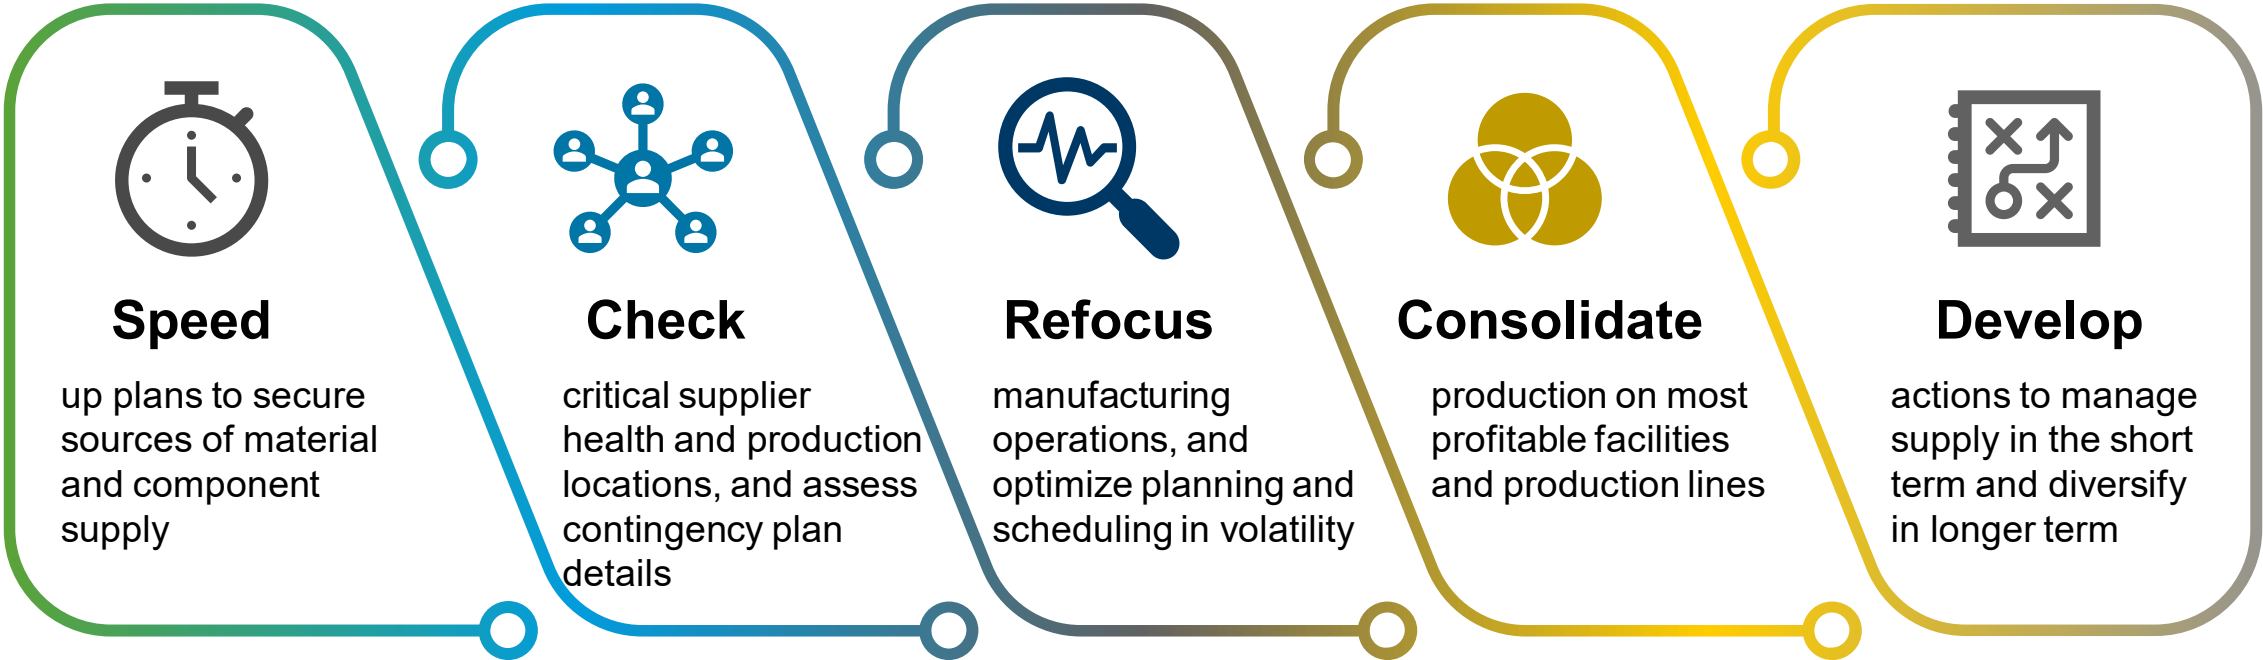 Speed
up plans to secure
sources of material
and component
supply
Check
critical supplier
health and production
locations, and assess
contingency plan
details
Refocus
manufacturing
operations, and
optimize planning and
scheduling in volatility
Consolidate
production on most
profitable facilities
and production lines
Develop
actions to manage
supply in the short
term and diversify
in longer term